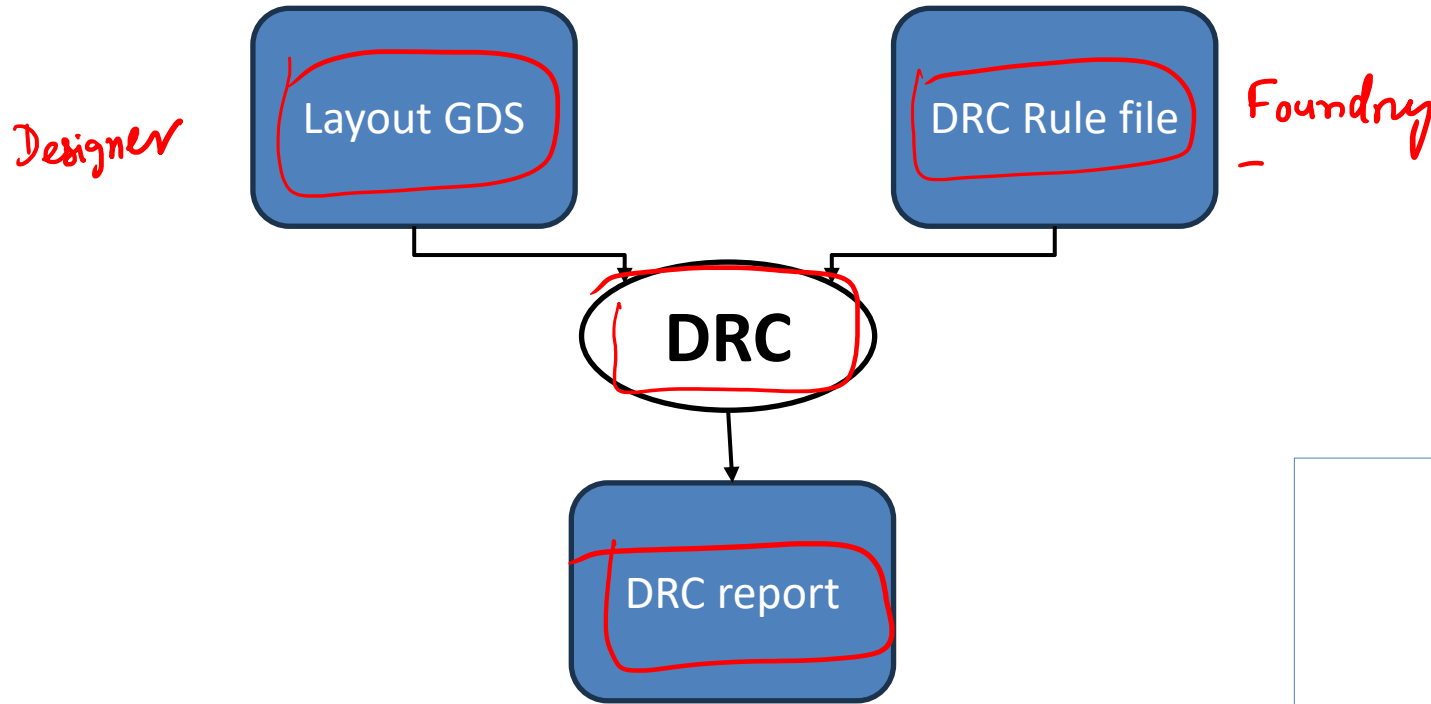 Layout GDS
DRC Rule file
Designer
Foundry
DRC
DRC report